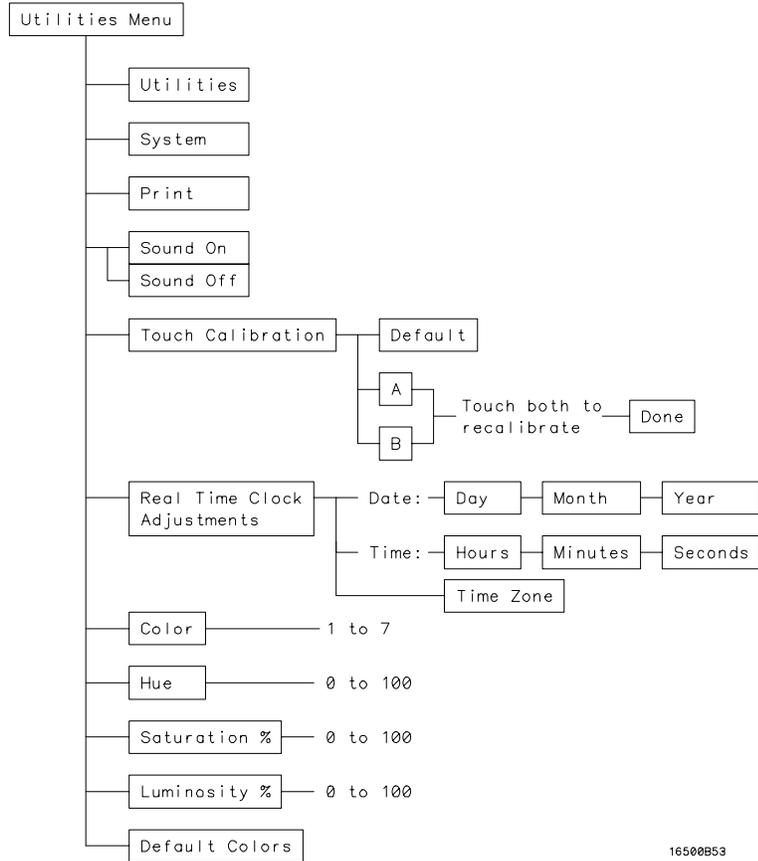 Utilities Menu
Utilities
System
Print
Sound On
Sound Off
Touch Calibration
Default
A
B
Touch both to
recalibrate
Done
Real Time Clock
Adjustments
Date:
Day
Month
Year
Time:
Hours
Minutes
Seconds
Time Zone
Color
1 to 7
Hue
0 to 100
Saturation %
0 to 100
Luminosity %
0 to 100
Default Colors
16500B53